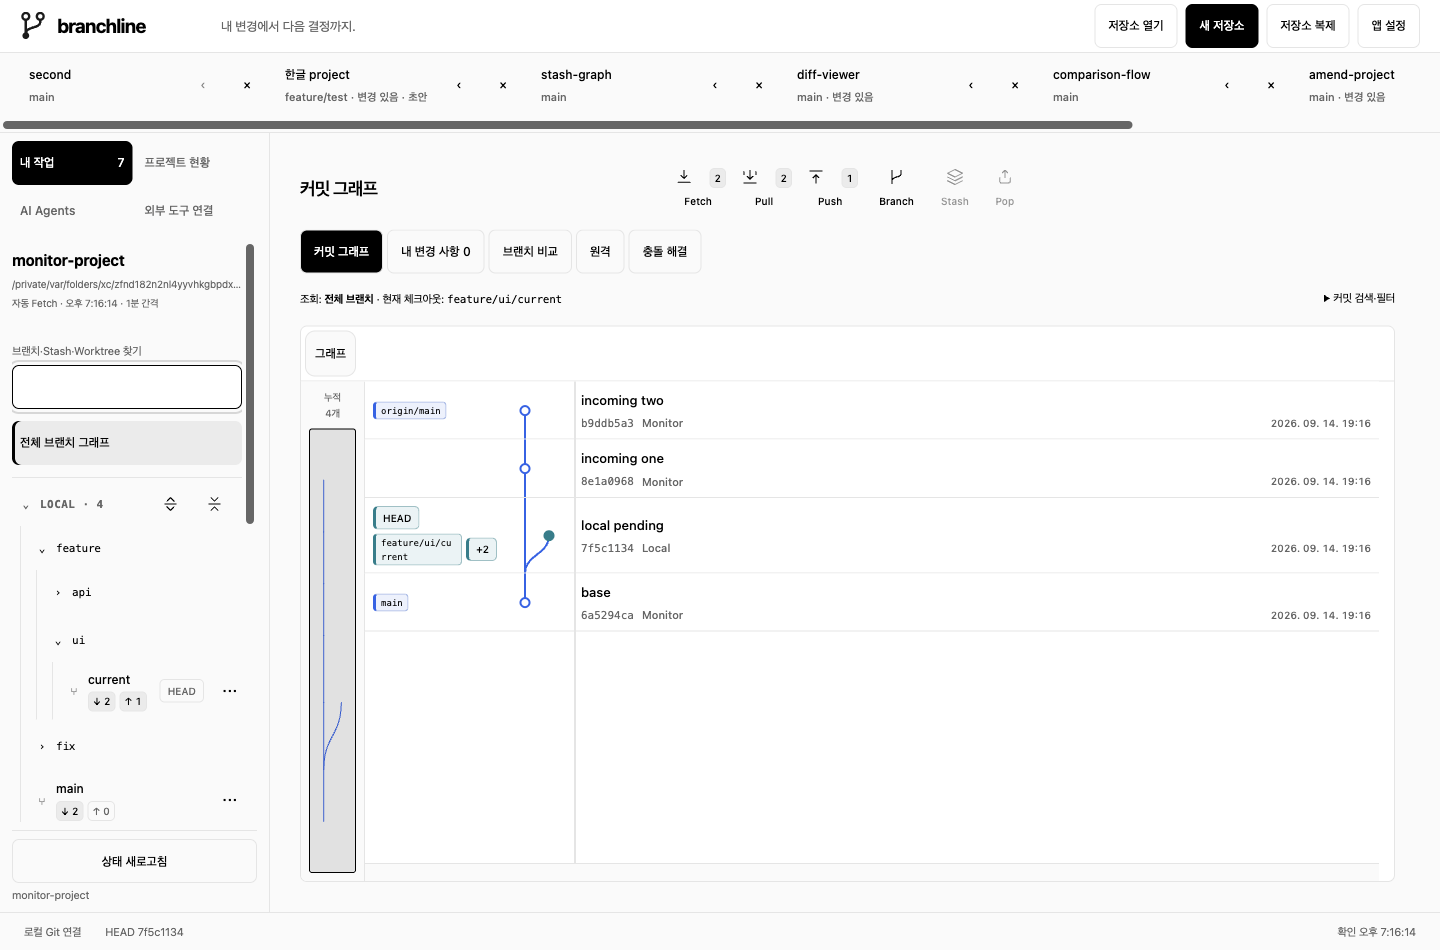 branchline
내 변경에서 다음 결정까지.
저장소 열기
새 저장소
저장소 복제
앱 설정
second
main
한글 project
feature/test · 변경 있음 · 초안
stash-graph
main
diff-viewer
main · 변경 있음
comparison-flow
main
amend-project
main · 변경 있음
내 작업 7
프로젝트 현황
AI Agents
외부 도구 연결
monitor-project
/private/var/folders/xc/zfnd182n2nl4yyvhkgbpdx...
자동 Fetch · 오후 7:16:14 · 1분 간격
브랜치·Stash·Worktree 찾기
전체 브랜치 그래프
LOCAL · 4
feature
api
ui
current
↓ 2 ↑ 1
HEAD
fix
main
↓ 2 ↑ 0
상태 새로고침
monitor-project
커밋 그래프
2
Fetch
2
Pull
1
Push
Branch
Stash
Pop
커밋 그래프
내 변경 사항 0
브랜치 비교
원격
충돌 해결
조회: 전체 브랜치 · 현재 체크아웃: feature/ui/current
▶ 커밋 검색·필터
그래프
누적
4개
origin/main
incoming two
b9ddb5a3 Monitor
2026. 09. 14. 19:16
incoming one
8e1a0968 Monitor
2026. 09. 14. 19:16
HEAD
feature/ui/cu
rrent
+2
local pending
7f5c1134 Local
2026. 09. 14. 19:16
main
base
6a5294ca Monitor
2026. 09. 14. 19:16
로컬 Git 연결
HEAD 7f5c1134
확인 오후 7:16:14